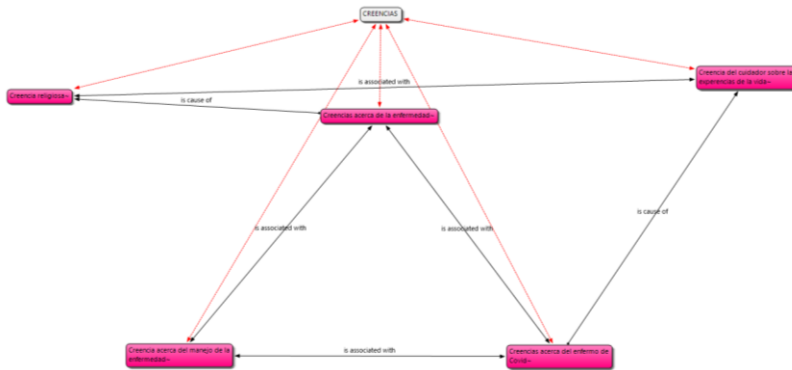 CREENCIAS
Creencia del cuidador sobre la
experencias de la vida~
is associated with
Creencia religiosa~
is cause of
Creencias acerca de la enfermedad~
is cause of
is associated with
is associated with
Creencia acerca del manejo de la
enfermedad~
is associated with
Creencias acerca del enfermo de
Covid~